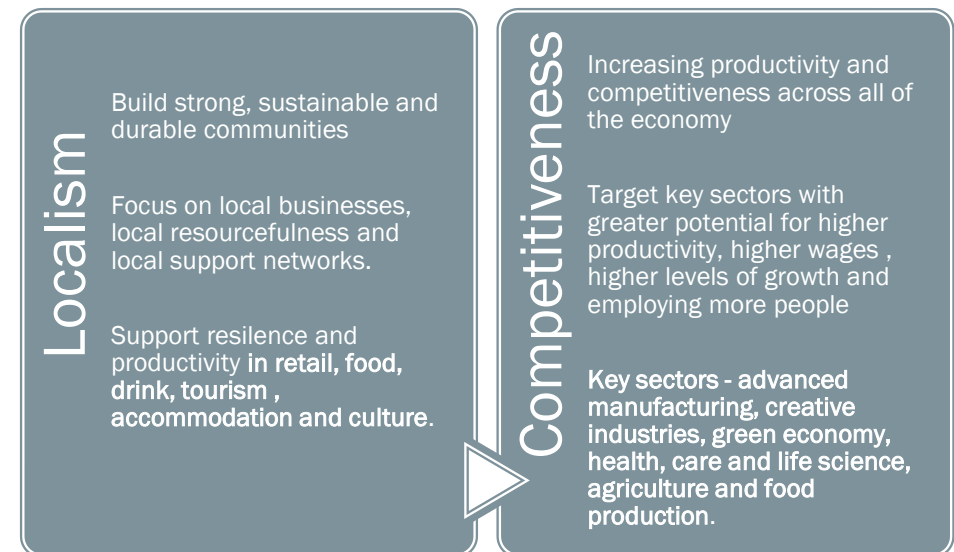 Localism
Build strong, sustainable and
durable communities
Focus on local businesses,
local resourcefulness and
local support networks.
Support resilence and
productivity in retail, food,
drink, tourism ,
accommodation and culture.
Competitiveness
Increasing productivity and
competitiveness across all of
the economy
Target key sectors with
greater potential for higher
productivity, higher wages ,
higher levels of growth and
employing more people
Key sectors - advanced
manufacturing, creative
industries, green economy,
health, care and life science,
agriculture and food
production.